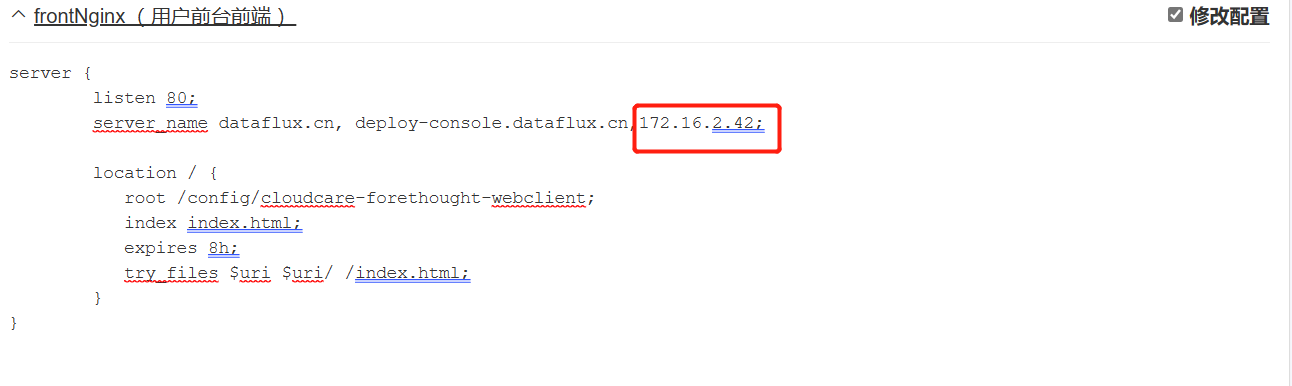 frontNginx （用户前台前端）
修改配置
server {
listen 80;
server_name dataflux.cn, deploy-console.dataflux.cn,172.16.2.42;
location / {
root /config/cloudcare-forethought-webclient;
index index.html;
expires 8h;
try_files $uri $uri/ /index.html;
}
}